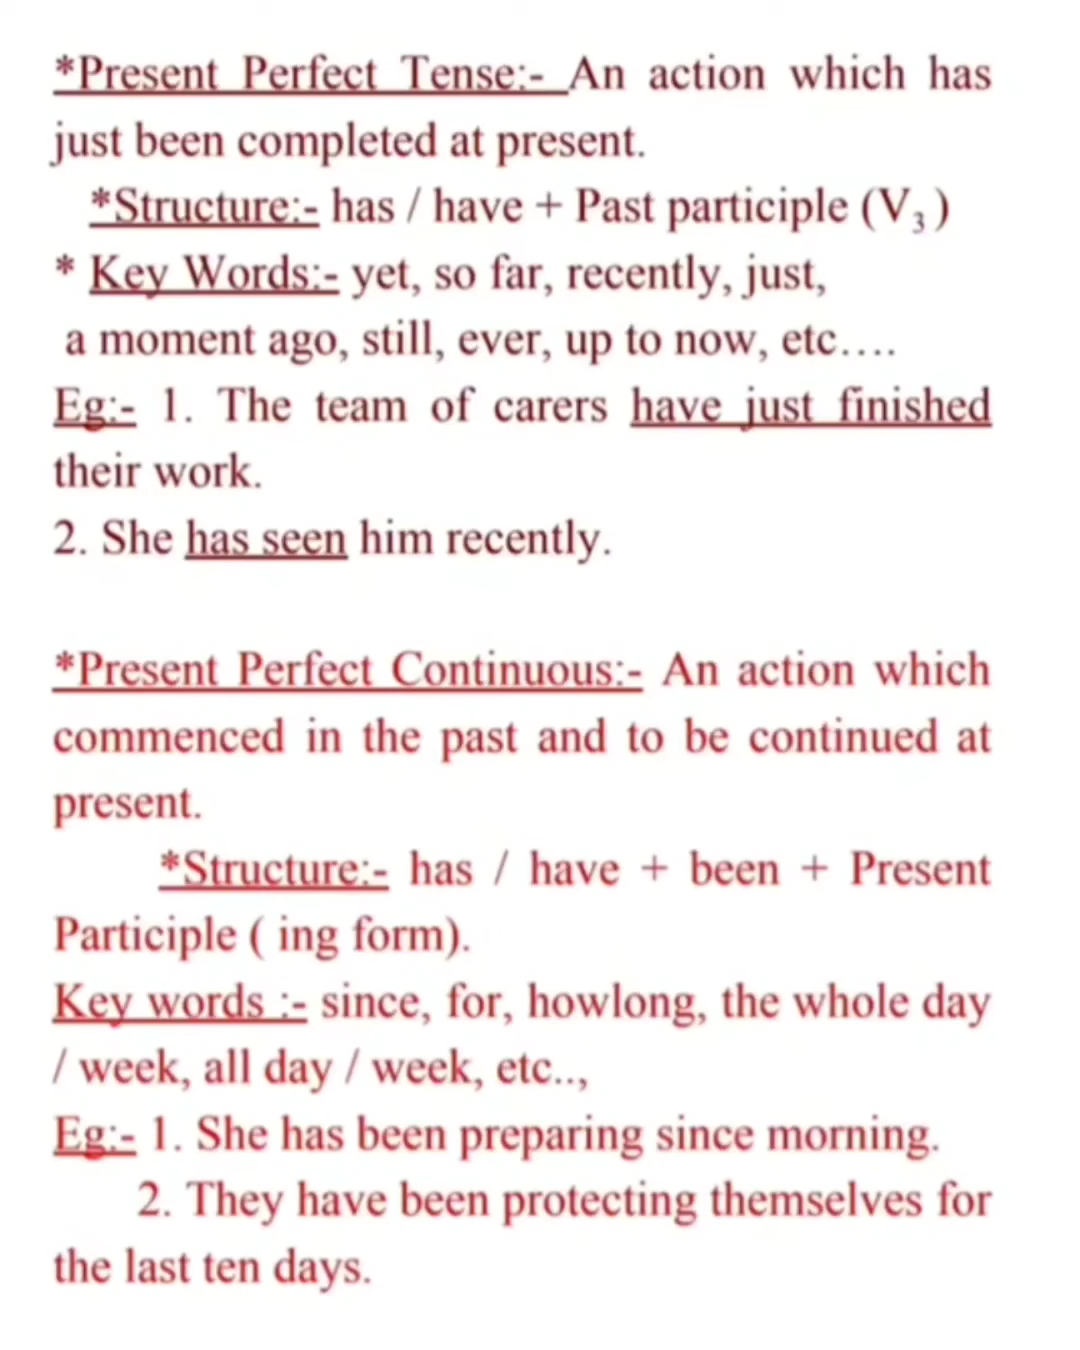 *Present Perfect Tense:- An action which has
just been completed at present.
*Structure:- has / have + Past participle (V₃)
* Key Words:- yet, so far, recently, just,
a moment ago, still, ever, up to now, etc....
Eg:- 1. The team of carers have just finished
their work.
2. She has seen him recently.
*Present Perfect Continuous:- An action which
commenced in the past and to be continued at
present.
*Structure:- has / have + been + Present
Participle ( ing form).
Key words :- since, for, howlong, the whole day
/ week, all day / week, etc..,
Eg:- 1. She has been preparing since morning.
2. They have been protecting themselves for
the last ten days.